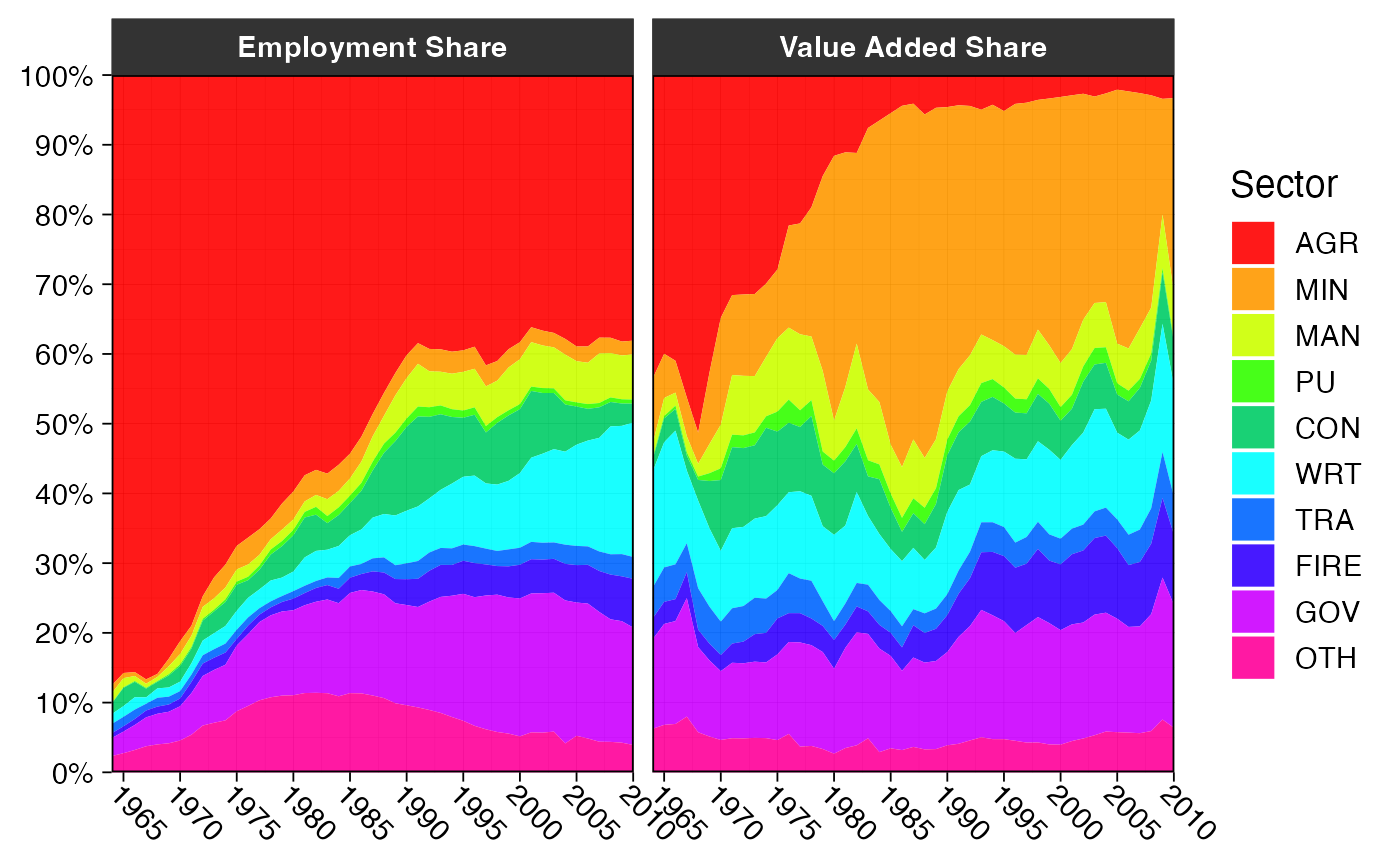 Employment Share
Value Added Share
100%
90%
80%
70%
60%
50%
40%
30%
20%
10%
0%
1965
1970
1975
1980
1985
1990
1995
2000
2005
2010
1965
1970
1975
1980
1985
1990
1995
2000
2005
2010
Sector
AGR
MIN
MAN
PU
CON
WRT
TRA
FIRE
GOV
OTH